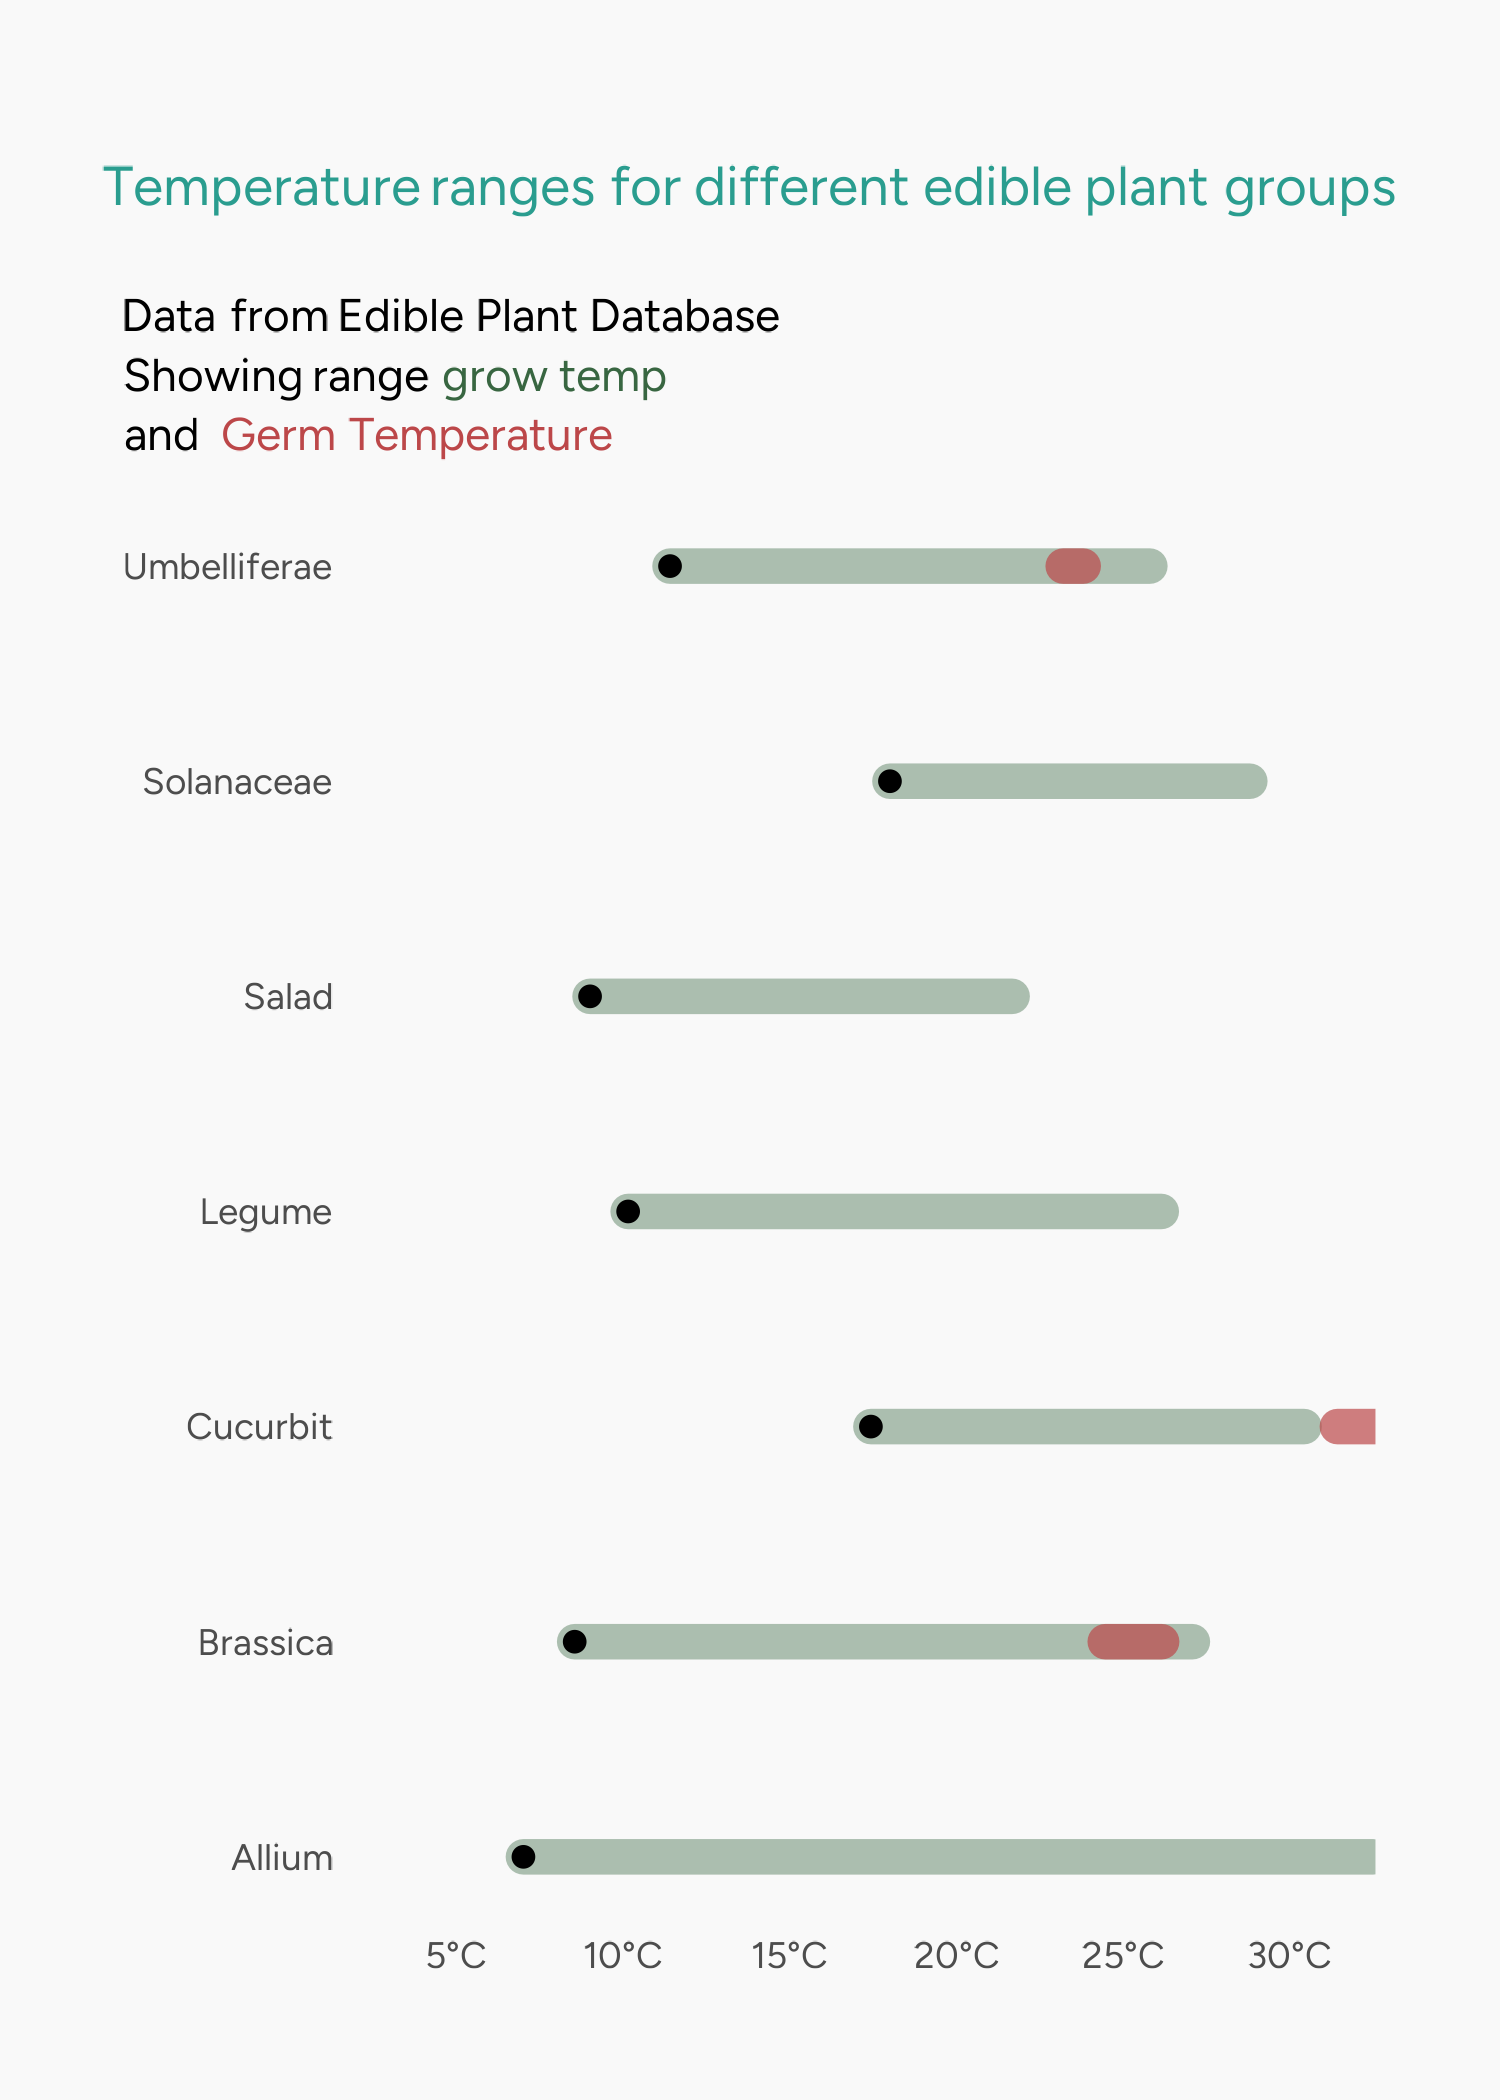 Temperature ranges for different edible plant groups
Data from Edible Plant Database
Showing range grow temp
and Germ Temperature
Umbelliferae
Solanaceae
Salad
Legume
Cucurbit
Brassica
Allium
5°C 10°C 15°C 20°C 25°C 30°C